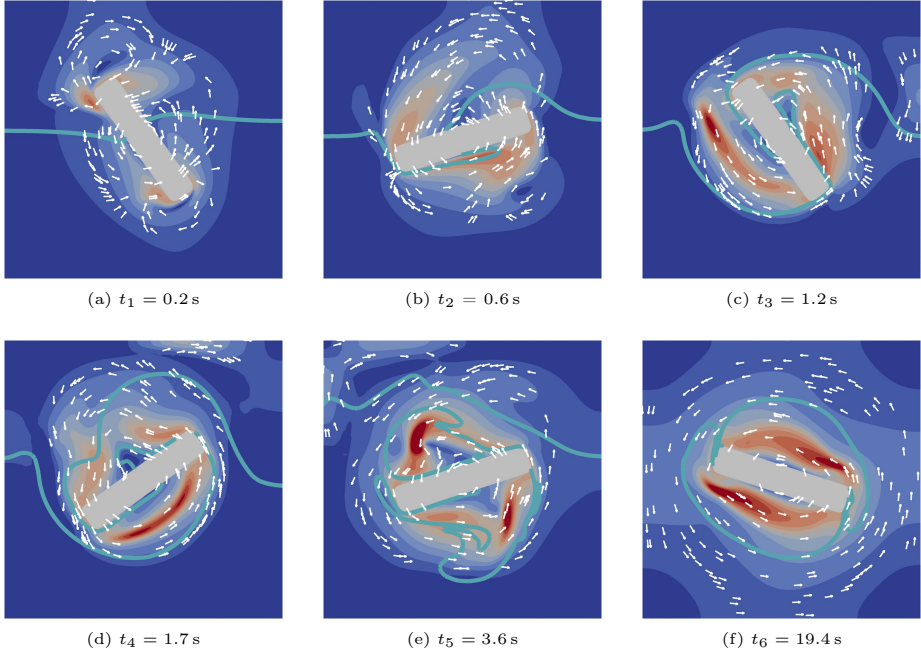 (a) t₁ = 0.2 s
(b) t₂ = 0.6 s
(c) t₃ = 1.2 s
(d) t₄ = 1.7 s
(e) t₅ = 3.6 s
(f) t₆ = 19.4 s